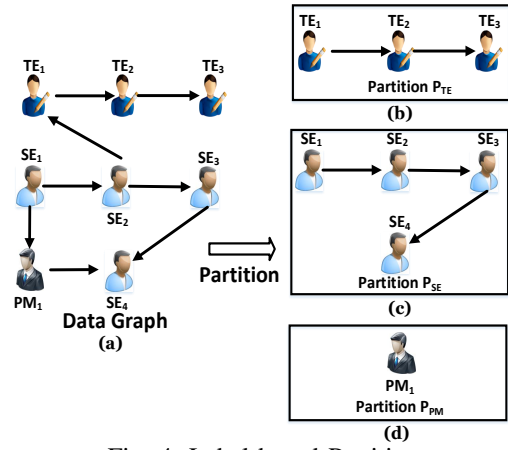 TE1 TE2 TE3
SE1 SE3
SE2
PM1 SE4
Data Graph
(a)
Partition
TE1 TE2 TE3
Partition PTE
(b)
SE1 SE2 SE3
SE4
Partition PSE
(c)
PM1
Partition PPM
(d)